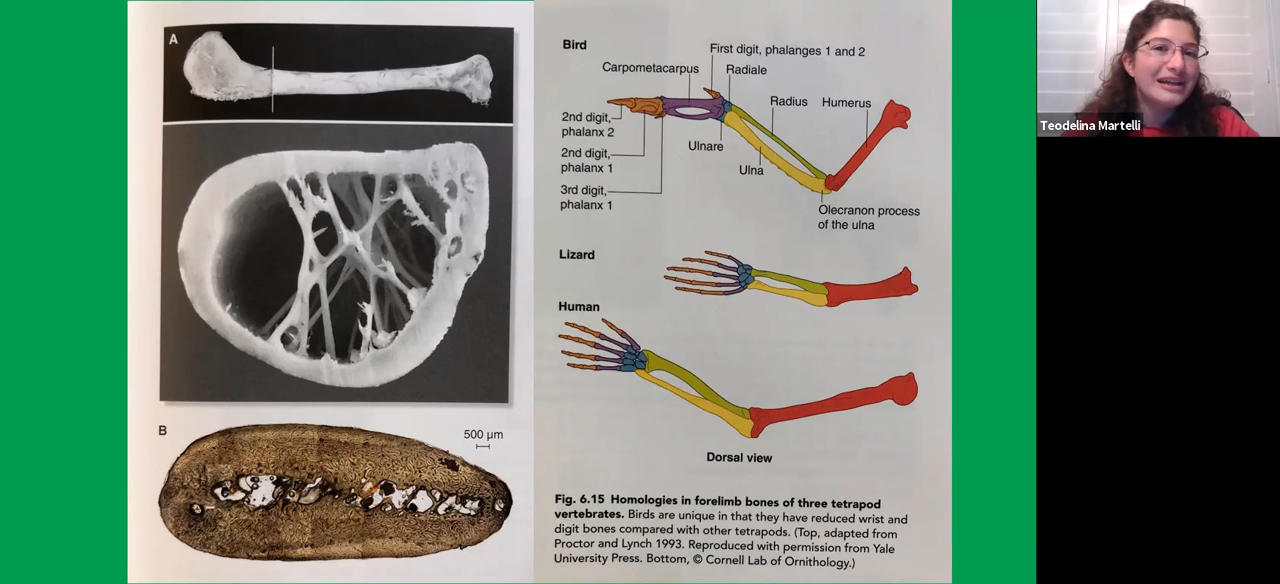 A
B
500 µm
Bird
First digit, phalanges 1 and 2
Carpometacarpus
Radiale
Radius
Humerus
2nd digit,
phalanx 2
Ulnare
2nd digit,
phalanx 1
Ulna
3rd digit,
phalanx 1
Olecranon process
of the ulna
Lizard
Human
Dorsal view
Fig. 6.15 Homologies in forelimb bones of three tetrapod
vertebrates. Birds are unique in that they have reduced wrist and
digit bones compared with other tetrapods. (Top, adapted from
Proctor and Lynch 1993. Reproduced with permission from Yale
University Press. Bottom, © Cornell Lab of Ornithology.)
Teodelina Martelli